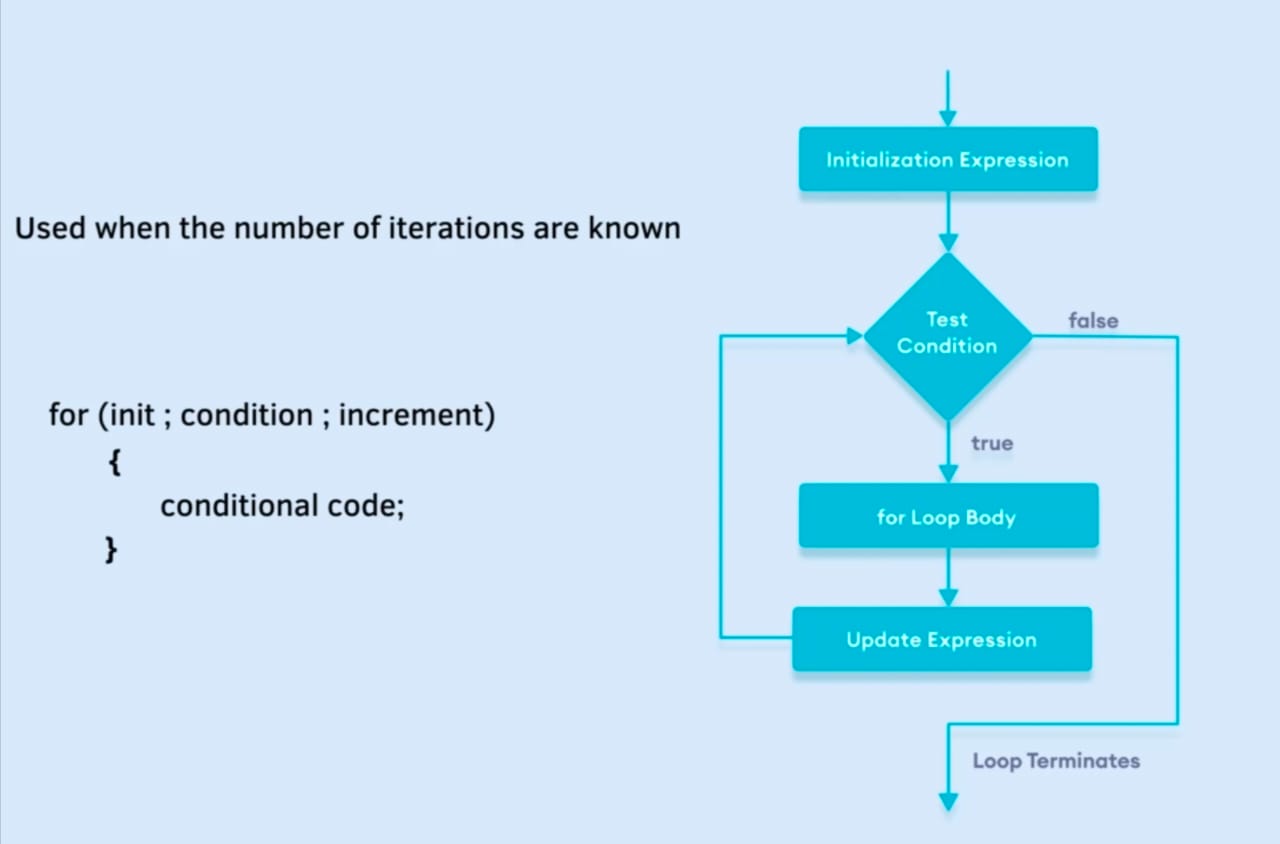 Used when the number of iterations are known
for (init ; condition ; increment)
{
conditional code;
}
Initialization Expression
Test
Condition
false
true
for Loop Body
Update Expression
Loop Terminates